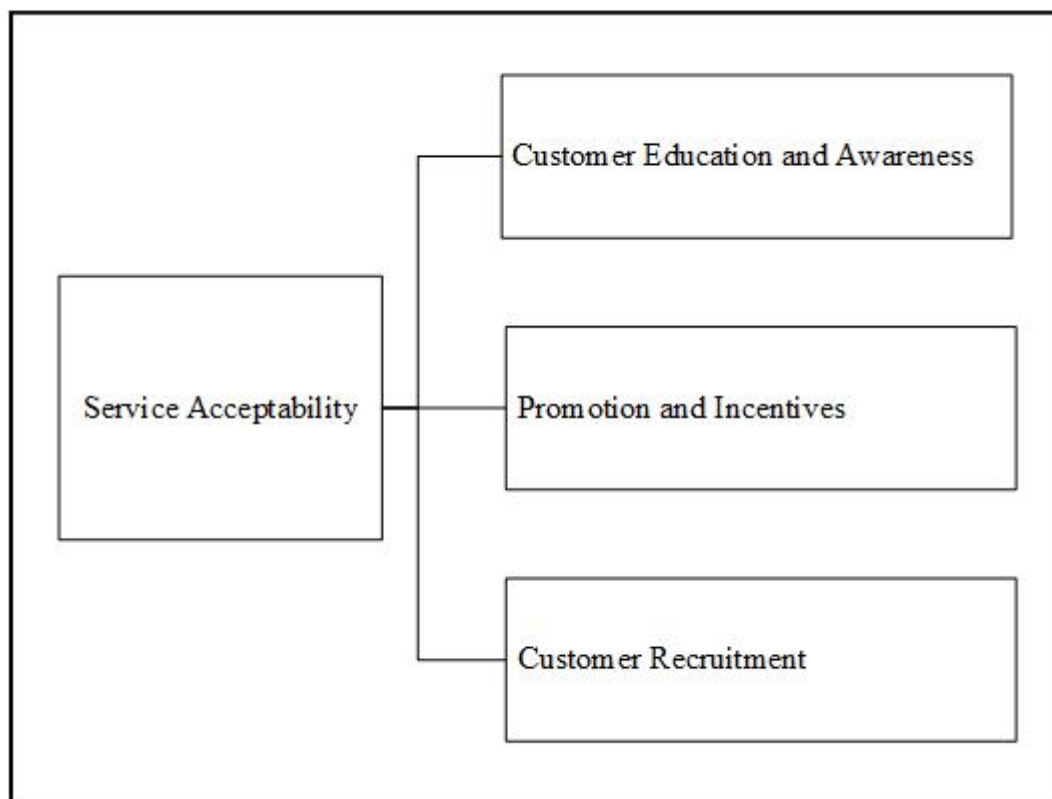 Customer Education and Awareness
Service Acceptability
Promotion and Incentives
Customer Recruitment